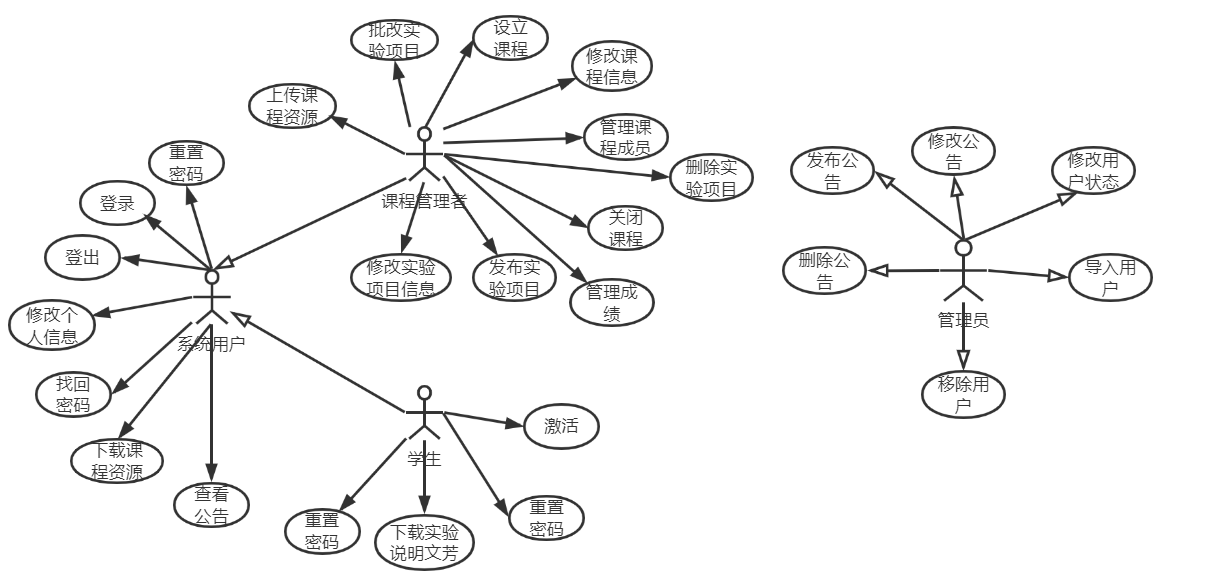 批改实
验项目
设立
课程
修改课
程信息
上传课
程资源
管理课
程成员
删除实
验项目
课程管理者
关闭
课程
修改实验
项目信息
发布实
验项目
管理成
绩
重置
密码
登录
登出
修改个
人信息
系统用户
找回
密码
下载课
程资源
查看
公告
学生
激活
重置
密码
下载实验
说明文芳
重置
密码
发布公
告
修改公
告
修改用
户状态
删除公
告
导入用
户
管理员
移除用
户